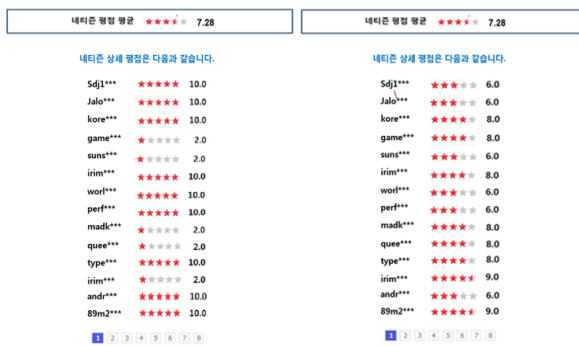 네티즌 평점 평균 7.28
네티즌 상세 평점은 다음과 같습니다.
Sdj1*** 10.0
Jalo*** 10.0
kore*** 10.0
game*** 2.0
suns*** 2.0
irim*** 10.0
worl*** 10.0
perf*** 10.0
madk*** 2.0
quee*** 2.0
type*** 10.0
irim*** 2.0
andr*** 10.0
89m2*** 10.0
1 2 3 4 5 6 7 8
네티즌 평점 평균 7.28
네티즌 상세 평점은 다음과 같습니다.
Sdj1*** 6.0
Jalo*** 6.0
kore*** 8.0
game*** 8.0
suns*** 6.0
irim*** 8.0
worl*** 6.0
perf*** 6.0
madk*** 8.0
quee*** 8.0
type*** 8.0
irim*** 9.0
andr*** 6.0
89m2*** 9.0
1 2 3 4 5 6 7 8